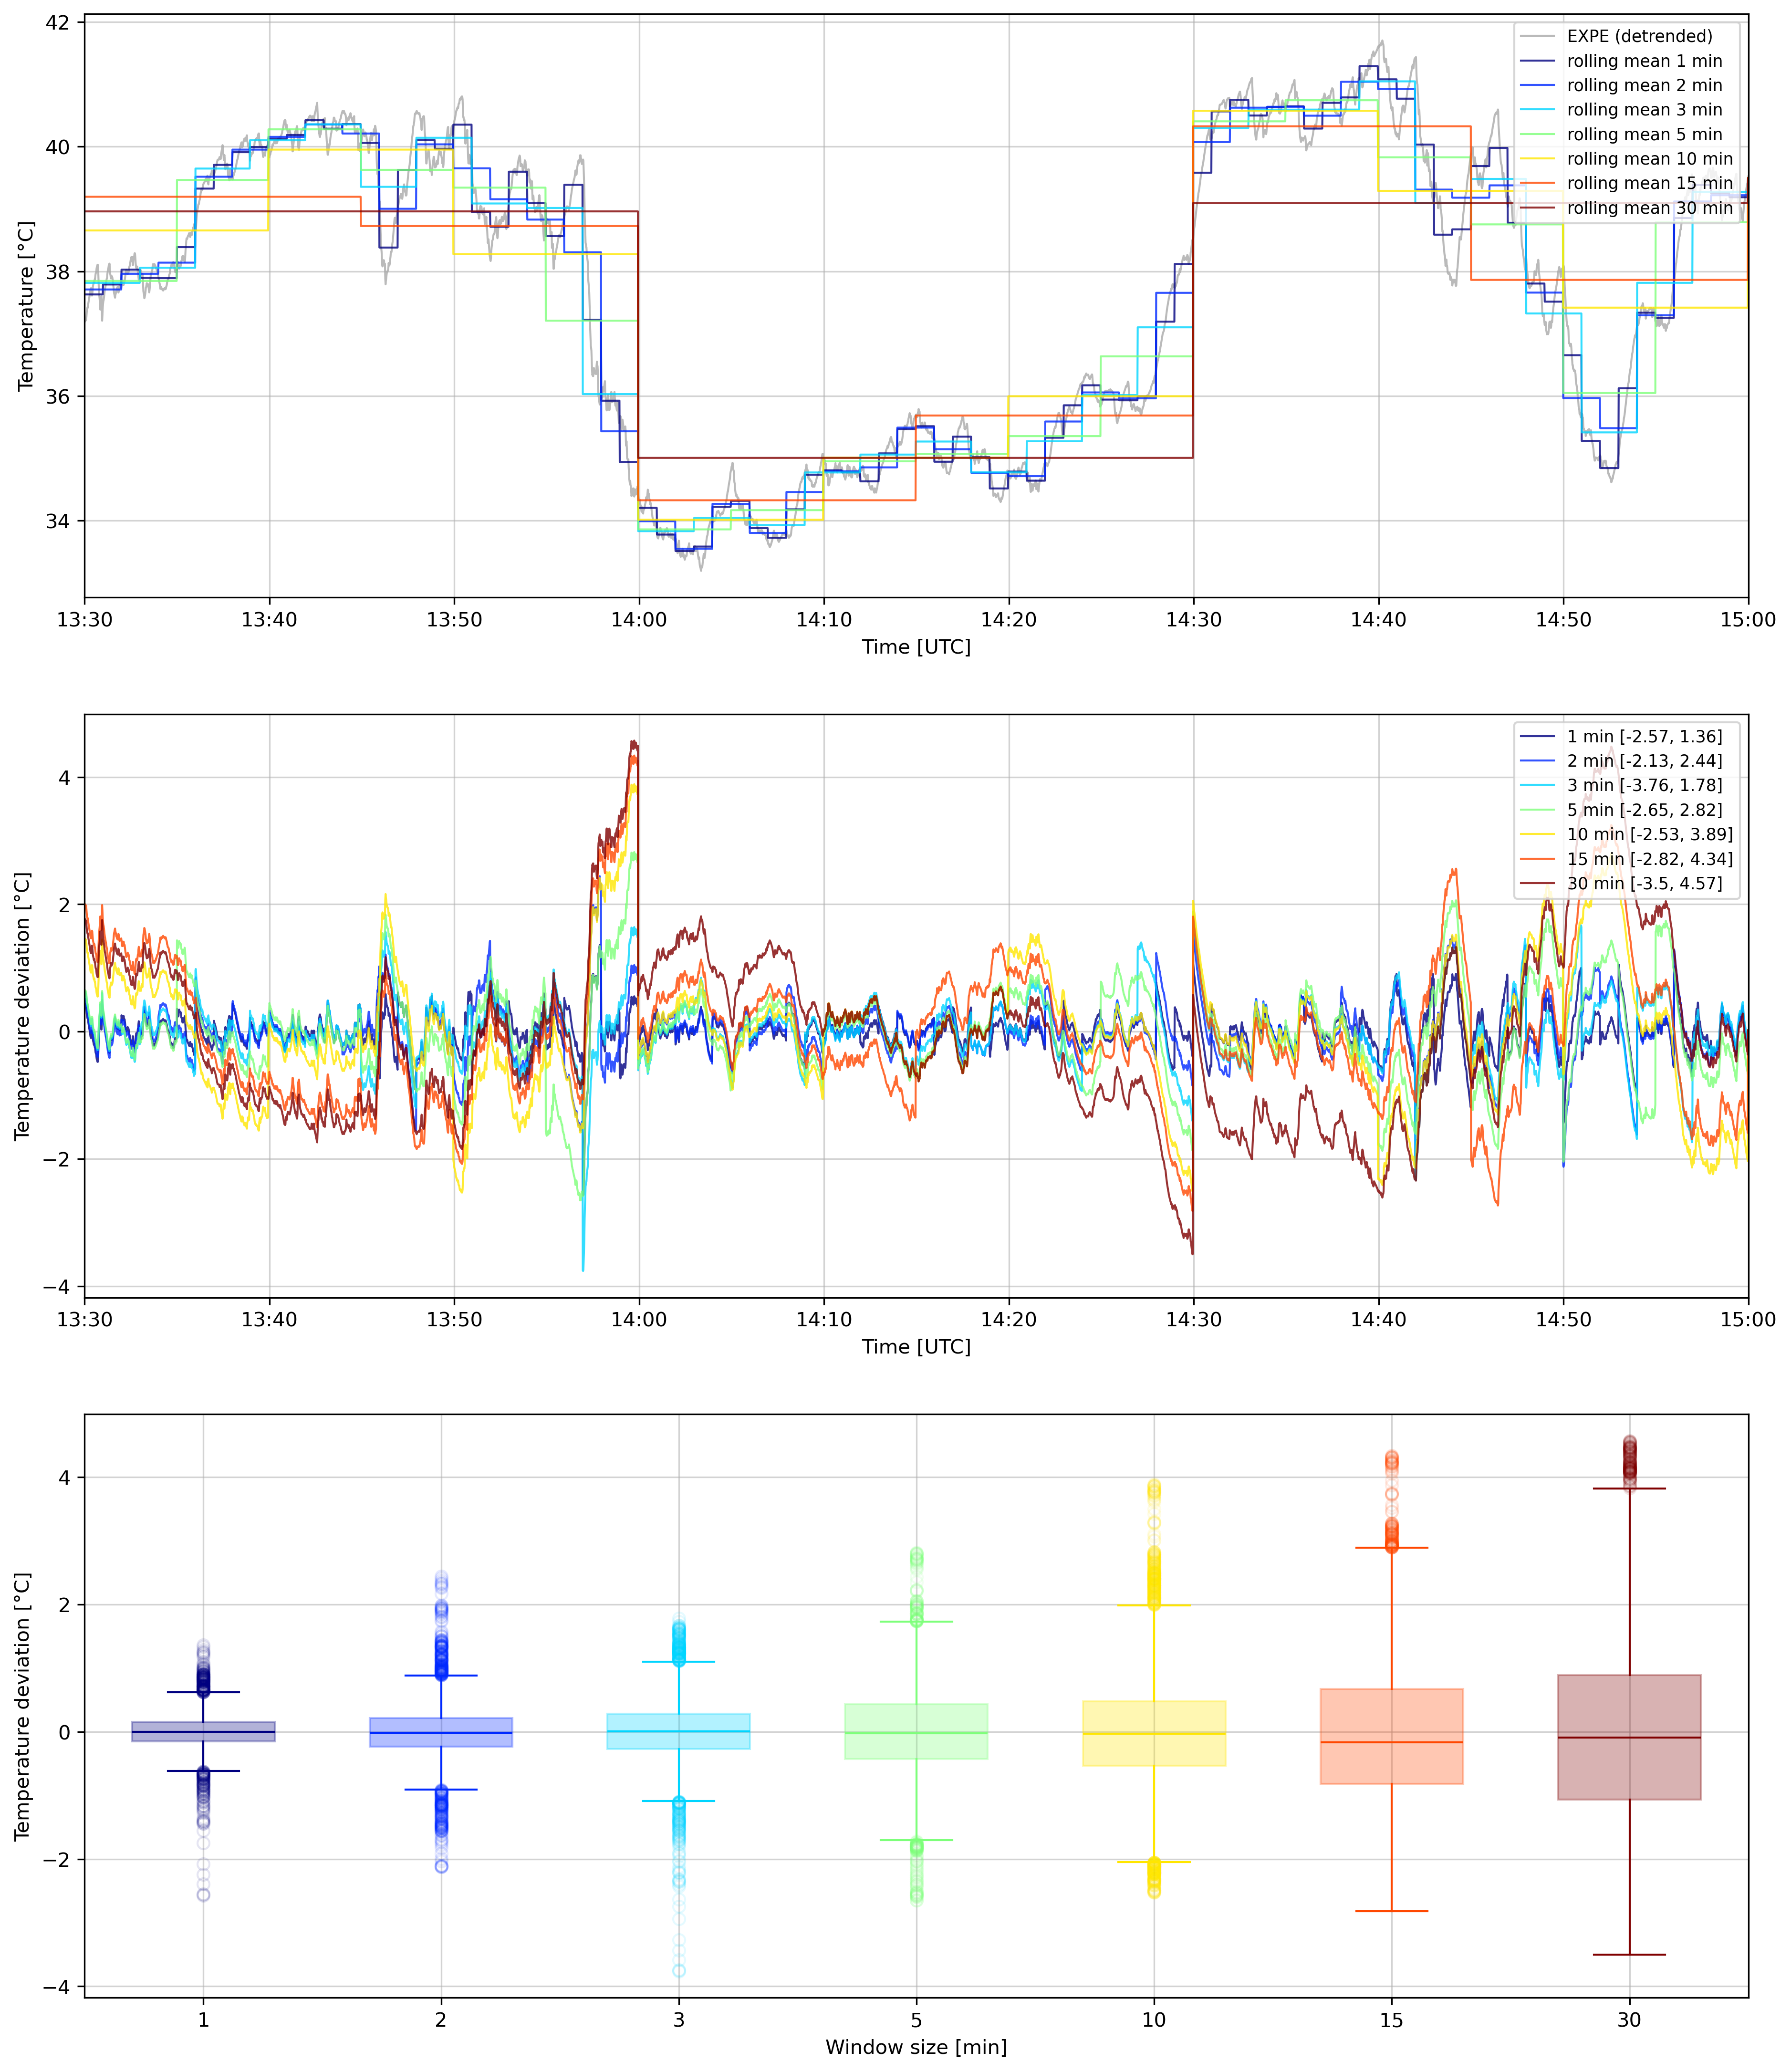 42
40
38
36
34
Temperature [°C]
EXPE (detrended)
rolling mean 1 min
rolling mean 2 min
rolling mean 3 min
rolling mean 5 min
rolling mean 10 min
rolling mean 15 min
rolling mean 30 min
13:30 13:40 13:50 14:00 14:10 14:20 14:30 14:40 14:50 15:00
Time [UTC]
4
2
0
−2
−4
Temperature deviation [°C]
1 min [-2.57, 1.36]
2 min [-2.13, 2.44]
3 min [-3.76, 1.78]
5 min [-2.65, 2.82]
10 min [-2.53, 3.89]
15 min [-2.82, 4.34]
30 min [-3.5, 4.57]
13:30 13:40 13:50 14:00 14:10 14:20 14:30 14:40 14:50 15:00
Time [UTC]
4
2
0
−2
−4
Temperature deviation [°C]
1 2 3 5 10 15 30
Window size [min]